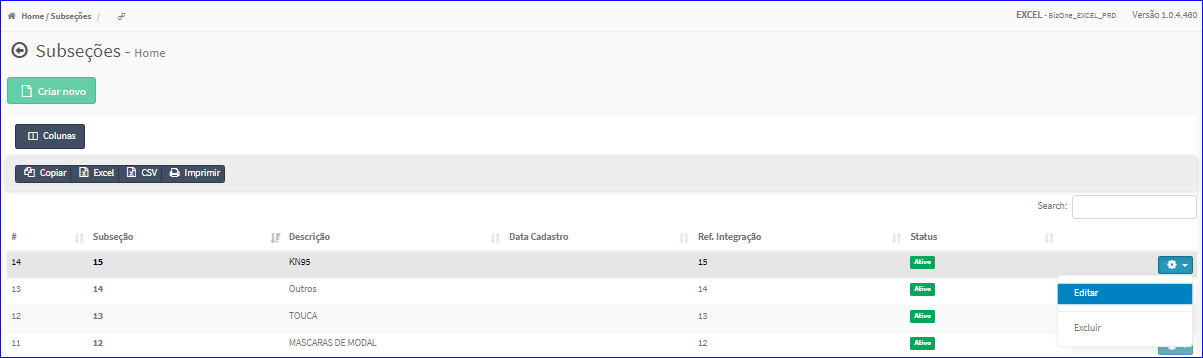 Home / Subseções /
EXCEL - BizOne_EXCEL_PRD Versão 1.0.4.460
Subseções - Home
Criar novo
Colunas
Copiar Excel CSV Imprimir
Search:
# Subseção Descrição Data Cadastro Ref. Integração Status
14 15 KN95 15 Ativo
13 14 Outros 14 Ativo
Editar
12 13 TOUCA 13 Ativo
Excluir
11 12 MASCARAS DE MODAL 12 Ativo